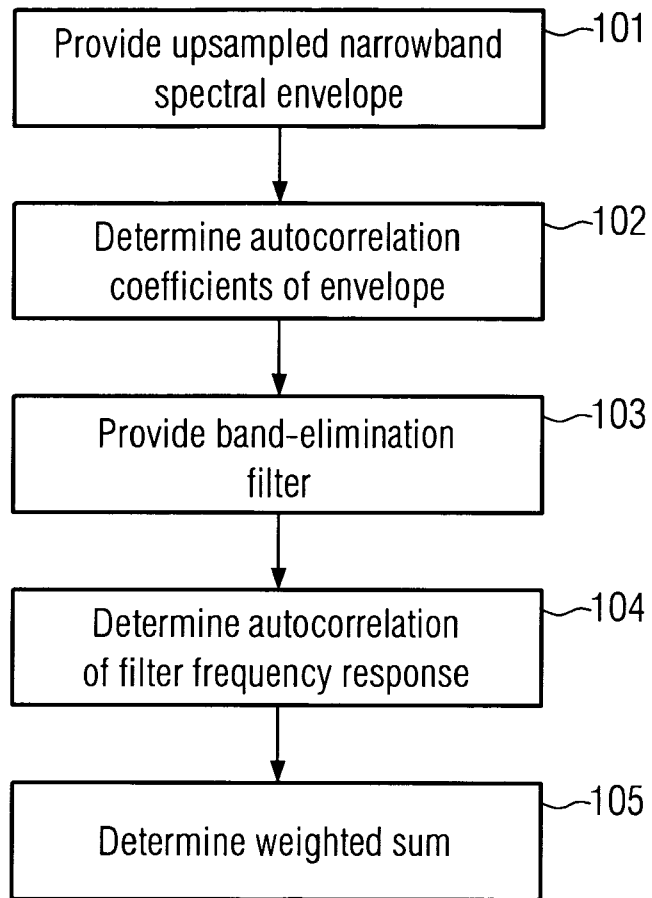 Provide upsampled narrowband
spectral envelope
101
Determine autocorrelation
coefficients of envelope
102
Provide band-elimination
filter
103
Determine autocorrelation
of filter frequency response
104
Determine weighted sum
105